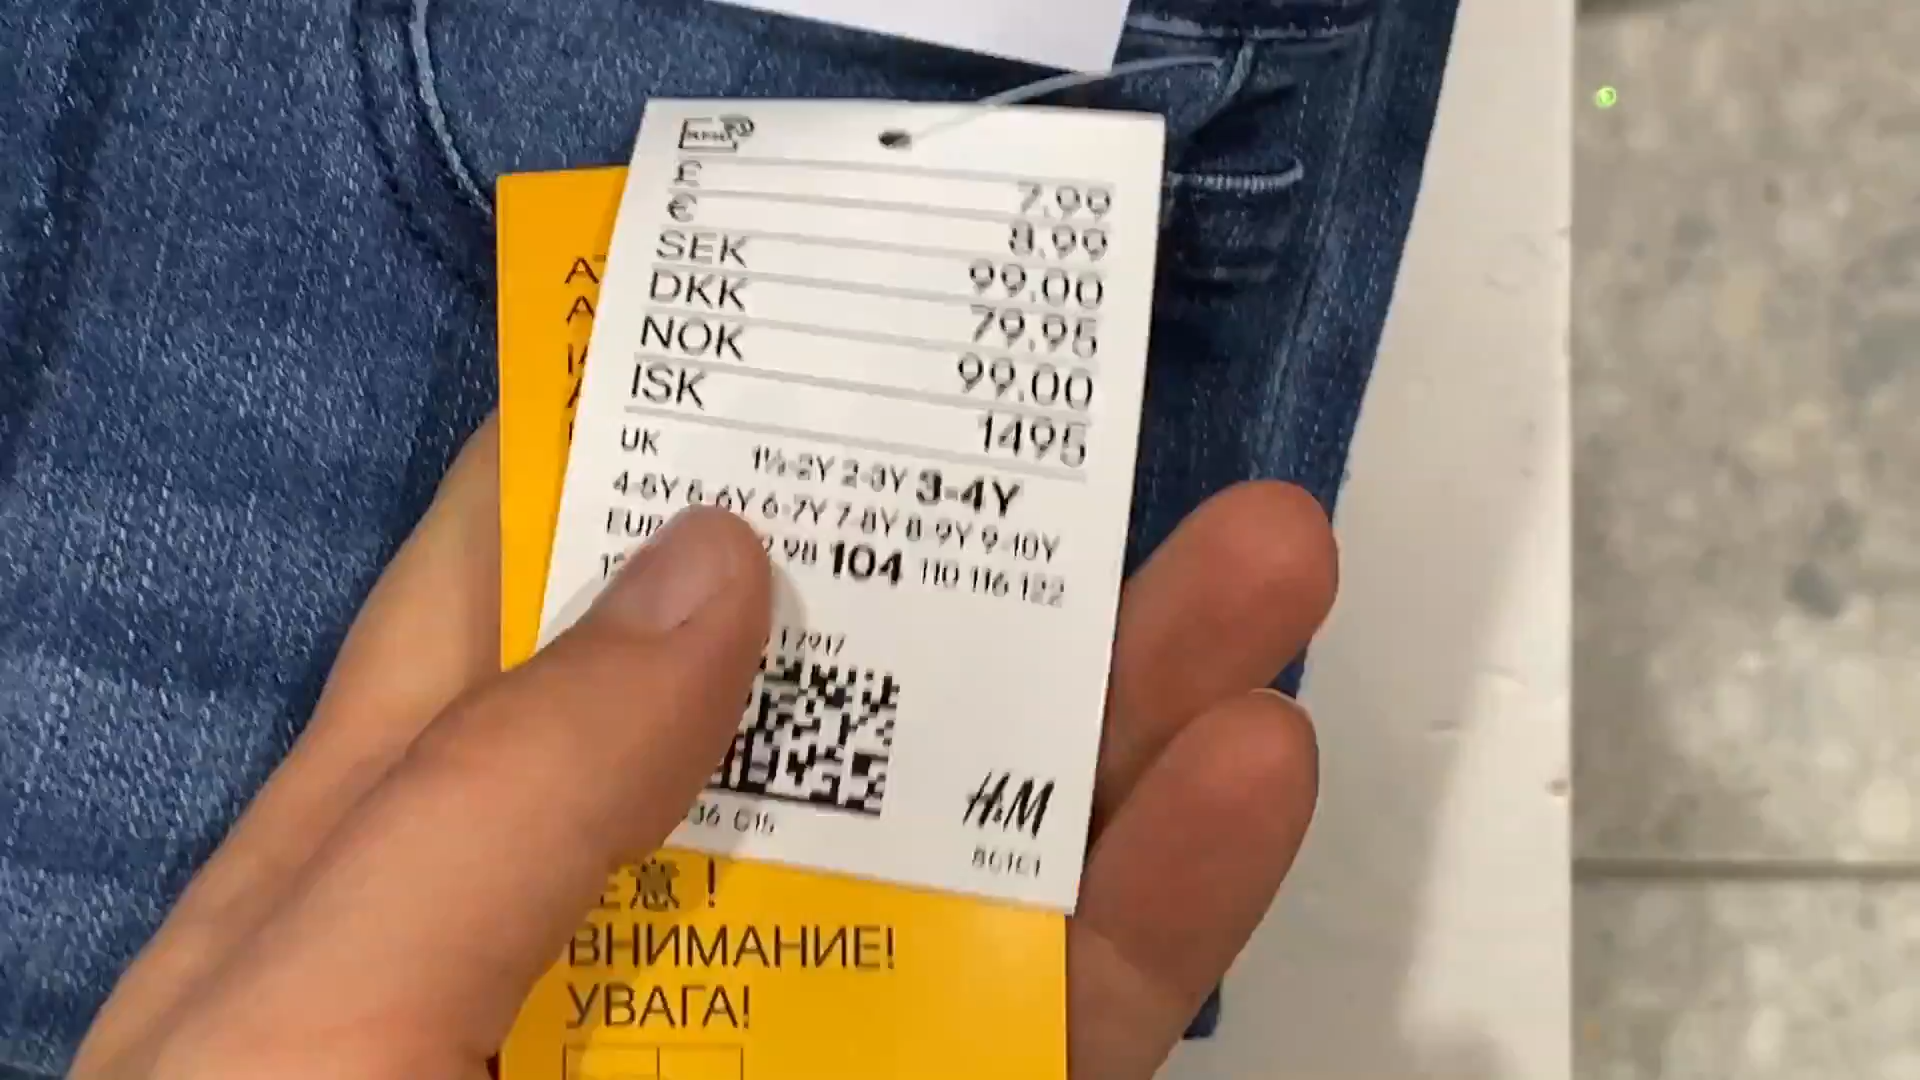 £ 7.99
€ 8.99
SEK 99.00
DKK 79.95
NOK 99.00
ISK 1495
UK 1½-2Y 2-3Y 3-4Y
4-5Y 5-6Y 6-7Y 7-8Y 8-9Y 9-10Y
EUR 98 104 110 116 122
H&M
意!
ВНИМАНИЕ!
УВАГА!